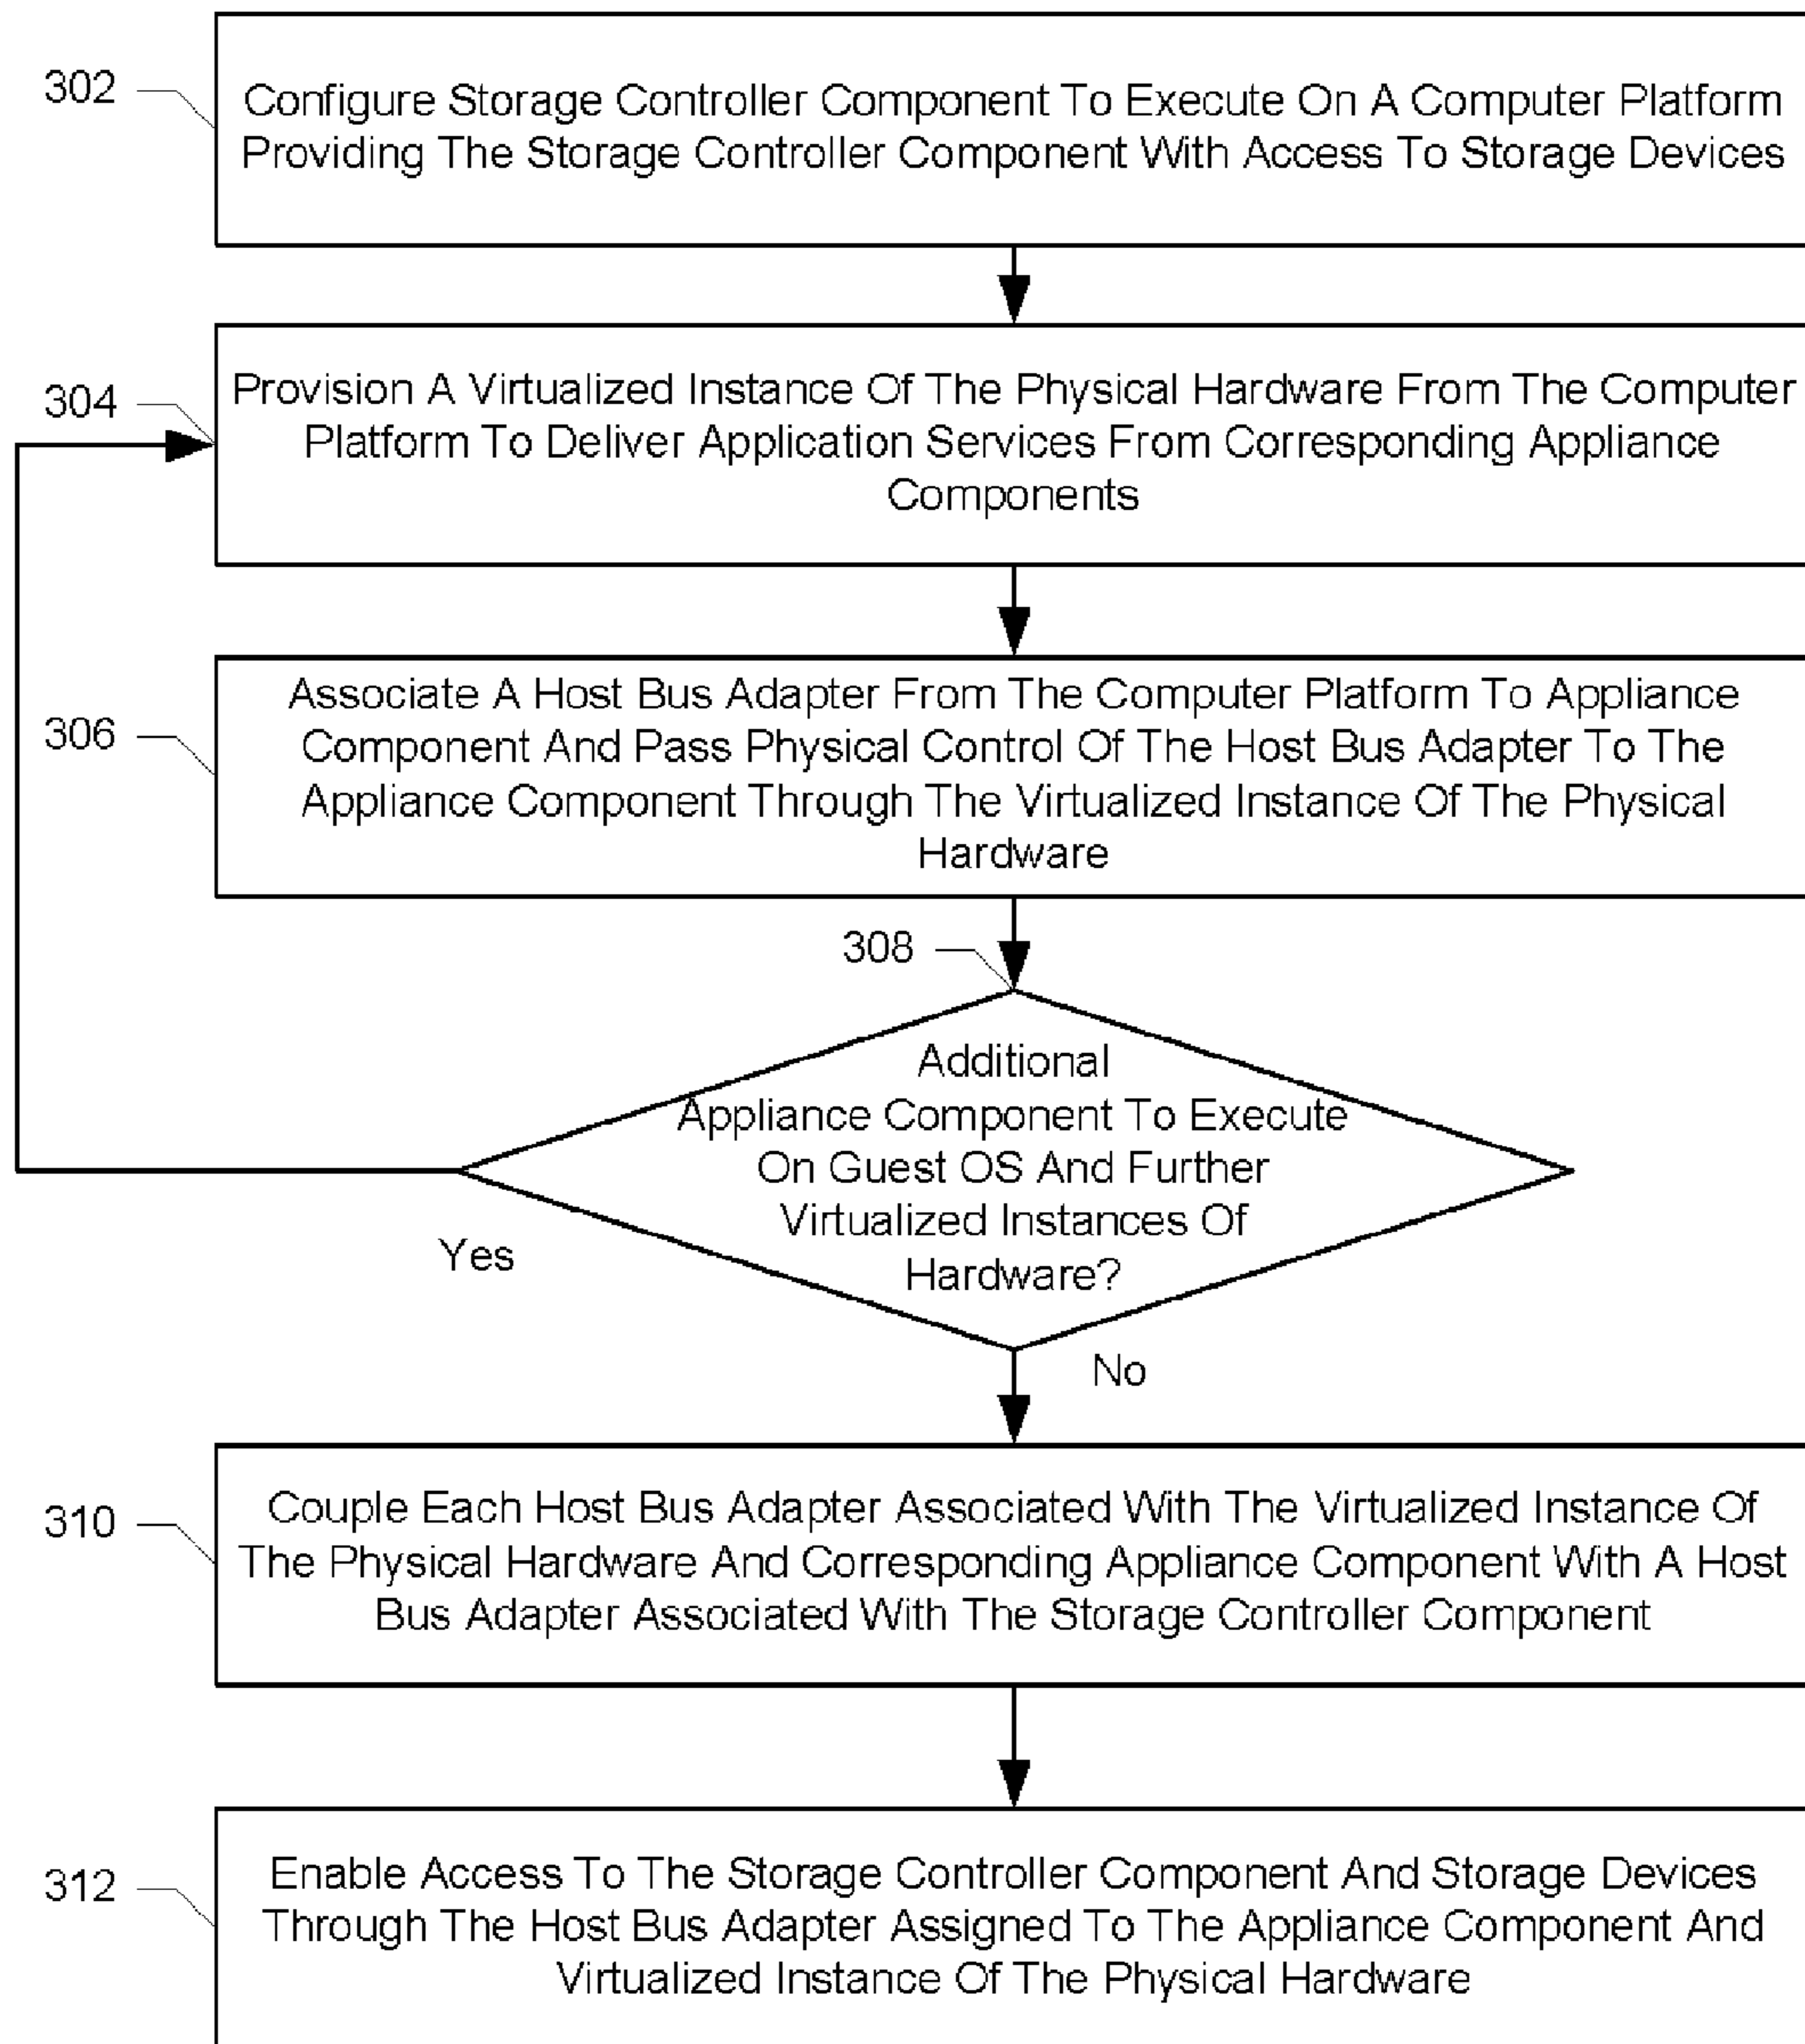 302
Configure Storage Controller Component To Execute On A Computer Platform
Providing The Storage Controller Component With Access To Storage Devices
304
Provision A Virtualized Instance Of The Physical Hardware From The Computer
Platform To Deliver Application Services From Corresponding Appliance
Components
306
Associate A Host Bus Adapter From The Computer Platform To Appliance
Component And Pass Physical Control Of The Host Bus Adapter To The
Appliance Component Through The Virtualized Instance Of The Physical
Hardware
308
Additional
Appliance Component To Execute
On Guest OS And Further
Virtualized Instances Of
Hardware?
Yes
No
310
Couple Each Host Bus Adapter Associated With The Virtualized Instance Of
The Physical Hardware And Corresponding Appliance Component With A Host
Bus Adapter Associated With The Storage Controller Component
312
Enable Access To The Storage Controller Component And Storage Devices
Through The Host Bus Adapter Assigned To The Appliance Component And
Virtualized Instance Of The Physical Hardware